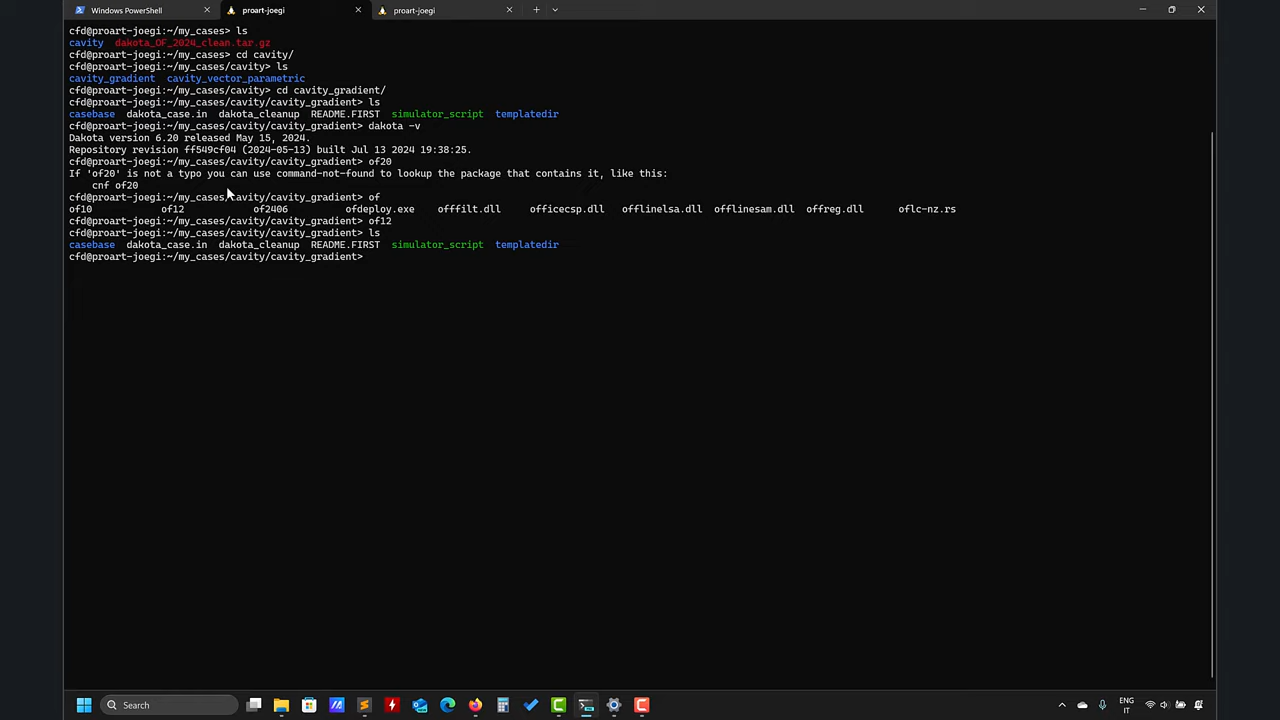 Windows PowerShell
proart-joegi
proart-joegi
cfd@proart-joegi:~/my_cases> ls
cavity dakota_OF_2024_clean.tar.gz
cfd@proart-joegi:~/my_cases> cd cavity/
cfd@proart-joegi:~/my_cases/cavity> ls
cavity_gradient cavity_vector_parametric
cfd@proart-joegi:~/my_cases/cavity> cd cavity_gradient/
cfd@proart-joegi:~/my_cases/cavity/cavity_gradient> ls
casebase dakota_case.in dakota_cleanup README.FIRST simulator_script templatedir
cfd@proart-joegi:~/my_cases/cavity/cavity_gradient> dakota -v
Dakota version 6.20 released May 15, 2024.
Repository revision ff549cf04 (2024-05-13) built Jul 13 2024 19:38:25.
cfd@proart-joegi:~/my_cases/cavity/cavity_gradient> of20
If 'of20' is not a typo you can use command-not-found to lookup the package that contains it, like this:
cnf of20
cfd@proart-joegi:~/my_cases/cavity/cavity_gradient> of
of10 of12 of2406 ofdeploy.exe offfilt.dll officecsp.dll offlinelsa.dll offlinesam.dll offreg.dll oflc-nz.rs
cfd@proart-joegi:~/my_cases/cavity/cavity_gradient> of12
cfd@proart-joegi:~/my_cases/cavity/cavity_gradient> ls
casebase dakota_case.in dakota_cleanup README.FIRST simulator_script templatedir
cfd@proart-joegi:~/my_cases/cavity/cavity_gradient>
Search
ENG
IT